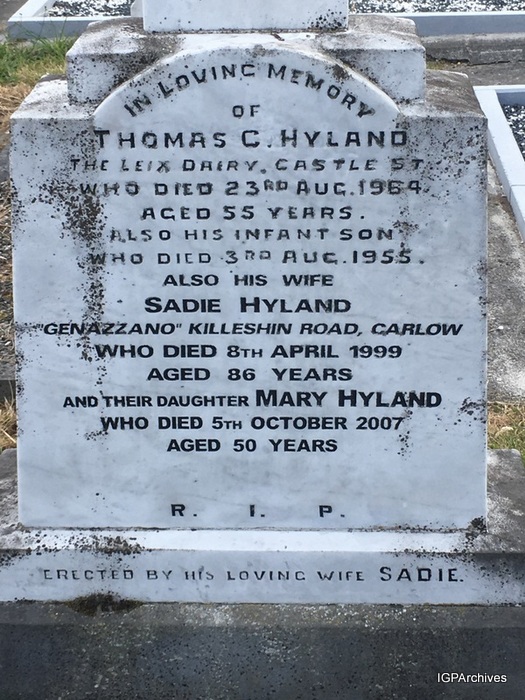 IN LOVING MEMORY
OF
THOMAS C. HYLAND
THE LEIX DAIRY, CASTLE ST.
WHO DIED 23RD AUG. 1964.
AGED 55 YEARS.
ALSO HIS INFANT SON
WHO DIED 3RD AUG. 1955.
ALSO HIS WIFE
SADIE HYLAND
"GENAZZANO" KILLESHIN ROAD, CARLOW
WHO DIED 8TH APRIL 1999
AGED 86 YEARS
AND THEIR DAUGHTER MARY HYLAND
WHO DIED 5TH OCTOBER 2007
AGED 50 YEARS
R. I. P.
ERECTED BY HIS LOVING WIFE SADIE.
IGPArchives